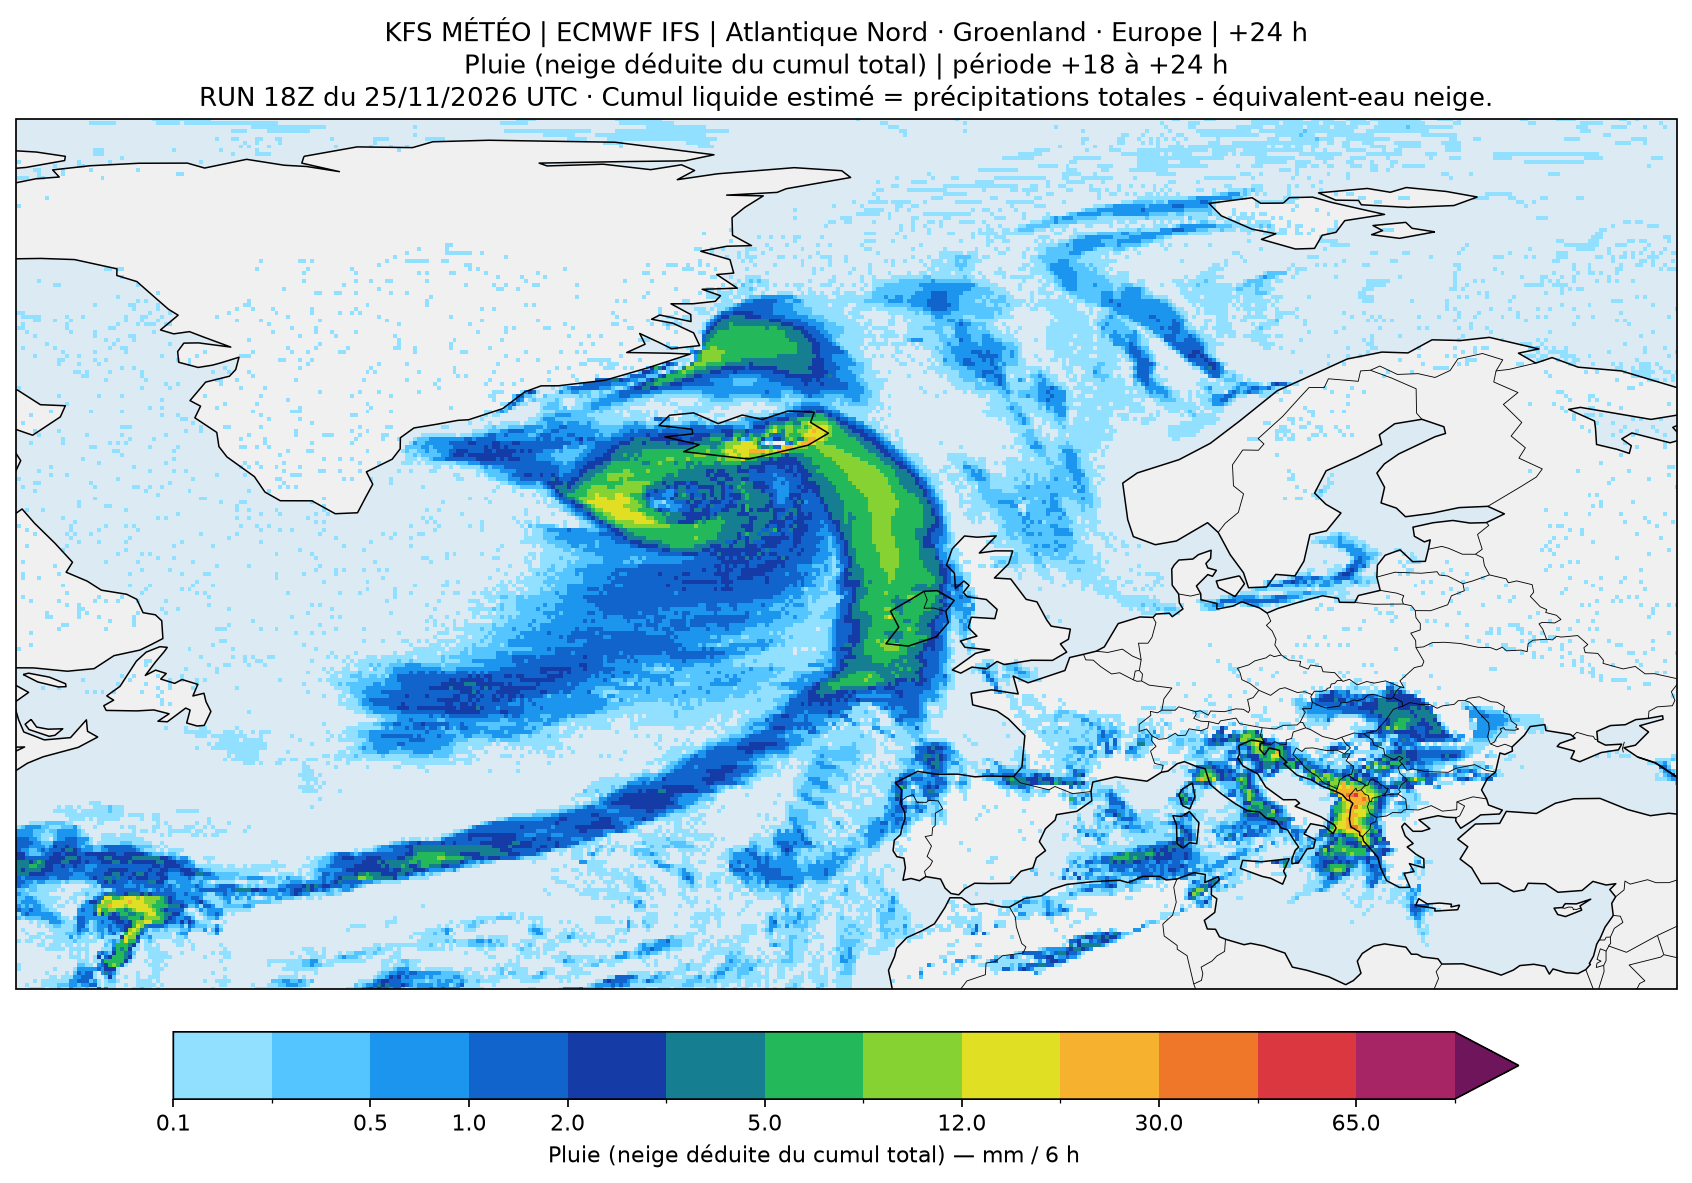 KFS MÉTÉO | ECMWF IFS | Atlantique Nord · Groenland · Europe | +24 h
Pluie (neige déduite du cumul total) | période +18 à +24 h
RUN 18Z du 25/11/2026 UTC · Cumul liquide estimé = précipitations totales - équivalent-eau neige.
0.1 0.5 1.0 2.0 5.0 12.0 30.0 65.0
Pluie (neige déduite du cumul total) — mm / 6 h